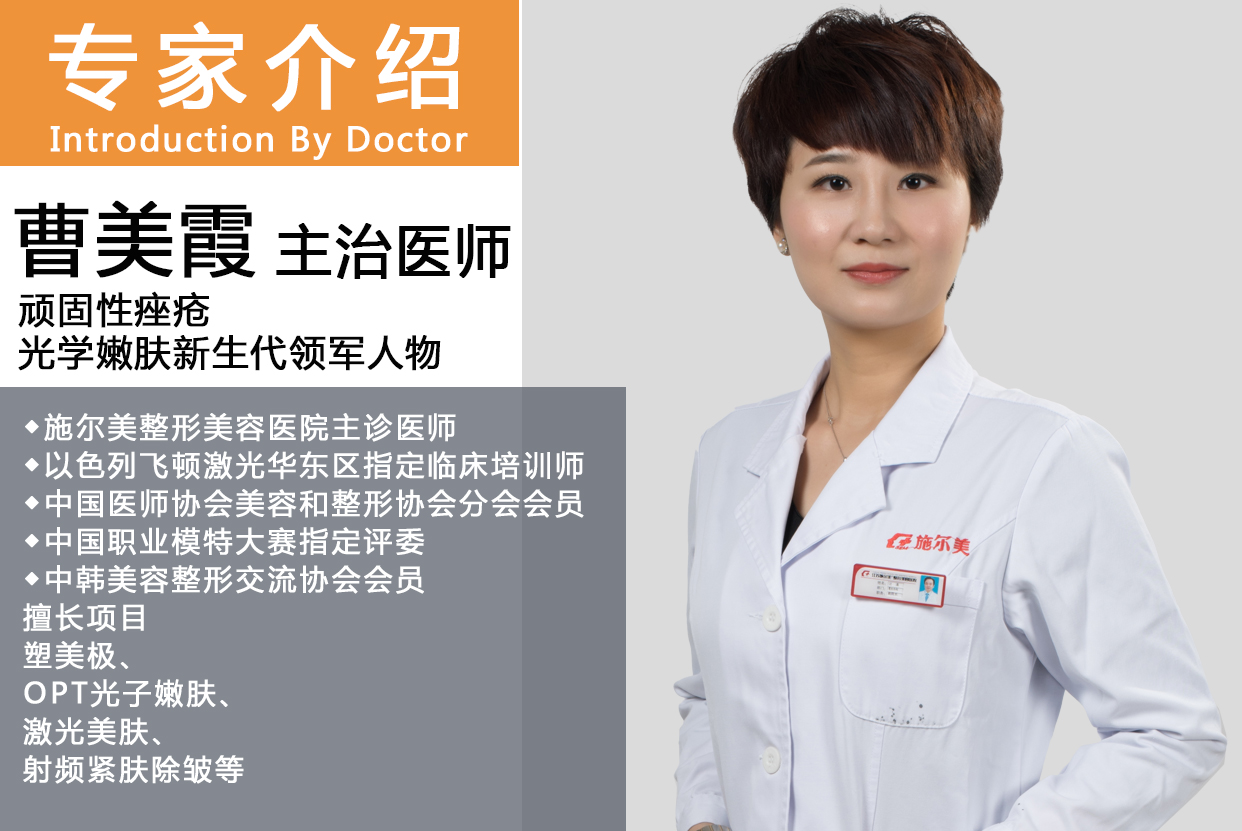 专家介绍
Introduction By Doctor
曹美霞 主治医师
顽固性痤疮
光学嫩肤新生代领军人物
◆施尔美整形美容医院主诊医师
◆以色列飞顿激光华东区指定临床培训师
◆中国医师协会美容和整形协会分会会员
◆中国职业模特大赛指定评委
◆中韩美容整形交流协会会员
擅长项目
塑美极、
OPT光子嫩肤、
激光美肤、
射频紧肤除皱等
施尔美